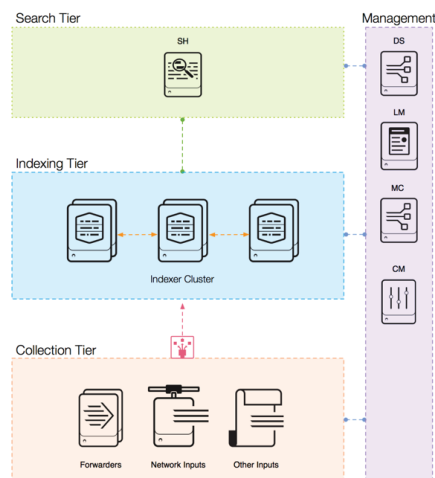 Search Tier
Management
SH
DS
LM
Indexing Tier
MC
Indexer Cluster
CM
Collection Tier
Forwarders
Network Inputs
Other Inputs